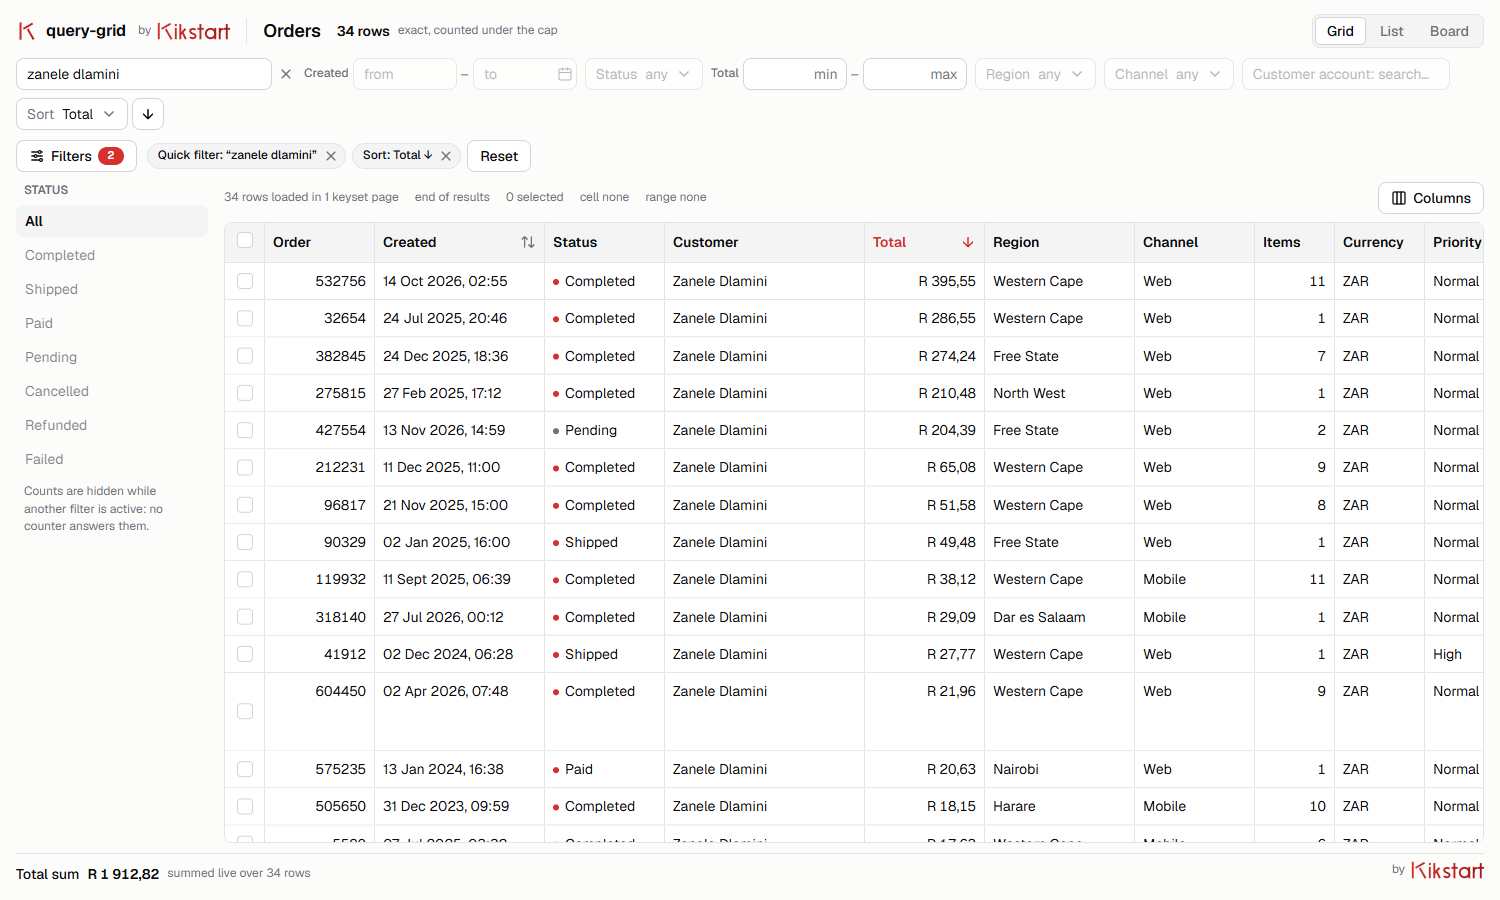 query-grid by Kikstart Orders 34 rows exact, counted under the cap Grid List Board
zanele dlamini Created from – to Status any Total min – max Region any Channel any Customer account: search...
Sort Total
Filters 2 Quick filter: “zanele dlamini” Sort: Total ↓ Reset
STATUS
All
Completed
Shipped
Paid
Pending
Cancelled
Refunded
Failed
Counts are hidden while
another filter is active: no
counter answers them.
34 rows loaded in 1 keyset page end of results 0 selected cell none range none Columns
Order Created Status Customer Total Region Channel Items Currency Priority
532756 14 Oct 2026, 02:55 Completed Zanele Dlamini R 395,55 Western Cape Web 11 ZAR Normal
32654 24 Jul 2025, 20:46 Completed Zanele Dlamini R 286,55 Western Cape Web 1 ZAR Normal
382845 24 Dec 2025, 18:36 Completed Zanele Dlamini R 274,24 Free State Web 7 ZAR Normal
275815 27 Feb 2025, 17:12 Completed Zanele Dlamini R 210,48 North West Web 1 ZAR Normal
427554 13 Nov 2026, 14:59 Pending Zanele Dlamini R 204,39 Free State Web 2 ZAR Normal
212231 11 Dec 2025, 11:00 Completed Zanele Dlamini R 65,08 Western Cape Web 9 ZAR Normal
96817 21 Nov 2025, 15:00 Completed Zanele Dlamini R 51,58 Western Cape Web 8 ZAR Normal
90329 02 Jan 2025, 16:00 Shipped Zanele Dlamini R 49,48 Free State Web 1 ZAR Normal
119932 11 Sept 2025, 06:39 Completed Zanele Dlamini R 38,12 Western Cape Mobile 11 ZAR Normal
318140 27 Jul 2026, 00:12 Completed Zanele Dlamini R 29,09 Dar es Salaam Mobile 1 ZAR Normal
41912 02 Dec 2024, 06:28 Shipped Zanele Dlamini R 27,77 Western Cape Web 1 ZAR High
604450 02 Apr 2026, 07:48 Completed Zanele Dlamini R 21,96 Western Cape Web 9 ZAR Normal
575235 13 Jan 2024, 16:38 Paid Zanele Dlamini R 20,63 Nairobi Web 1 ZAR Normal
505650 31 Dec 2023, 09:59 Completed Zanele Dlamini R 18,15 Harare Mobile 10 ZAR Normal
Completed Zanele Dlamini Western Cape Mobile ZAR Normal
Total sum R 1 912,82 summed live over 34 rows by Kikstart